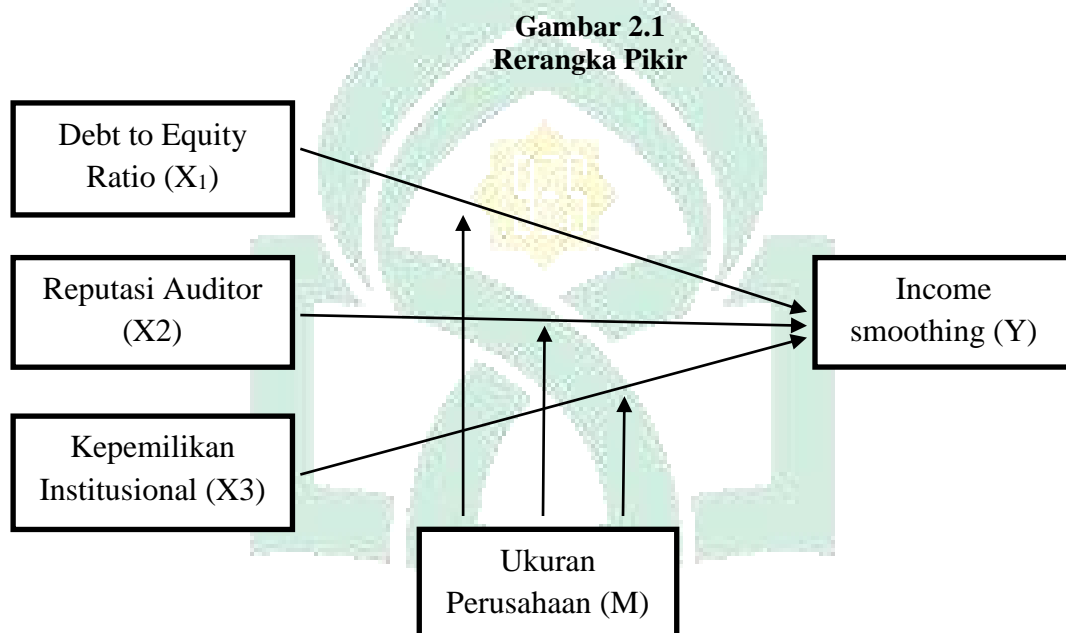 Gambar 2.1
Rerangka Pikir
Debt to Equity
Ratio (X₁)
Reputasi Auditor
(X2)
Kepemilikan
Institusional (X3)
Income
smoothing (Y)
Ukuran
Perusahaan (M)